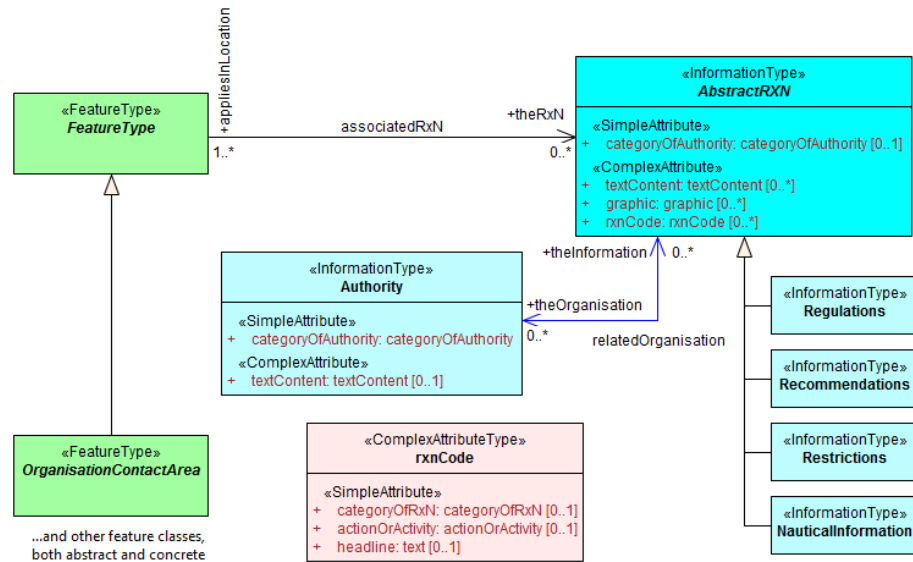 «FeatureType»
FeatureType
+appliesInLocation
1..*
associatedRxN
+theRxN
0..*
«InformationType»
AbstractRXN
«SimpleAttribute»
+ categoryOfAuthority: categoryOfAuthority [0..1]
«ComplexAttribute»
+ textContent: textContent [0..*]
+ graphic: graphic [0..*]
+ rxnCode: rxnCode [0..*]
+theInformation
0..*
«InformationType»
Authority
«SimpleAttribute»
+ categoryOfAuthority: categoryOfAuthority
«ComplexAttribute»
+ textContent: textContent [0..1]
+theOrganisation
0..*
relatedOrganisation
«InformationType»
Regulations
«InformationType»
Recommendations
«InformationType»
Restrictions
«InformationType»
NauticalInformation
«FeatureType»
OrganisationContactArea
...and other feature classes,
both abstract and concrete
«ComplexAttributeType»
rxnCode
«SimpleAttribute»
+ categoryOfRxN: categoryOfRxN [0..1]
+ actionOrActivity: actionOrActivity [0..1]
+ headline: text [0..1]